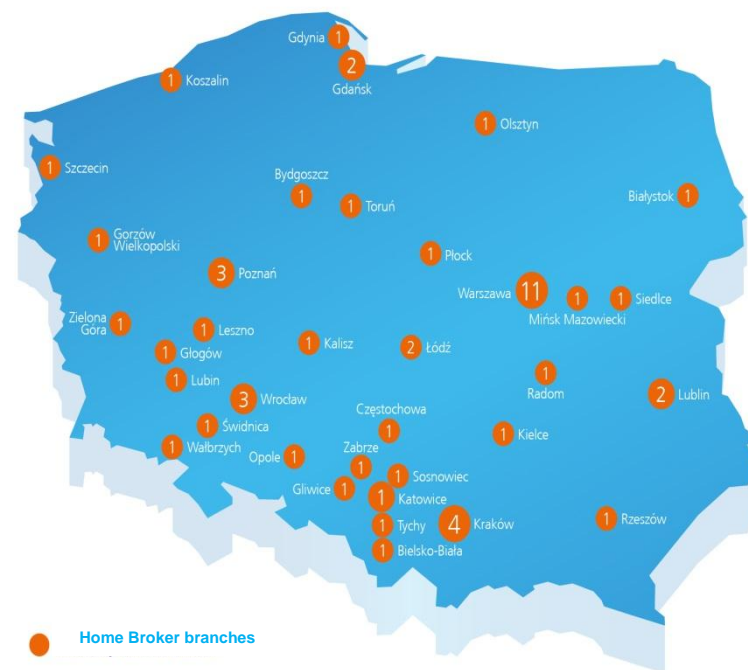 Gdynia 1
2
Gdańsk
1 Koszalin
1 Olsztyn
1 Szczecin
Bydgoszcz
1
1 Toruń
Białystok 1
1 Gorzów
Wielkopolski
1 Płock
3 Poznań
Warszawa 11
1
Mińsk Mazowiecki
1 Siedlce
Zielona
Góra 1
1 Leszno
1 Kalisz
2 Łódź
1 Głogów
1 Lubin
1
Radom
2 Lublin
3 Wrocław
Częstochowa
1
1 Świdnica
1 Kielce
1 Wałbrzych
Opole 1
Zabrze
1
1 Sosnowiec
Gliwice 1
1 Katowice
1 Tychy
4 Kraków
1 Rzeszów
1 Bielsko-Biała
Home Broker branches